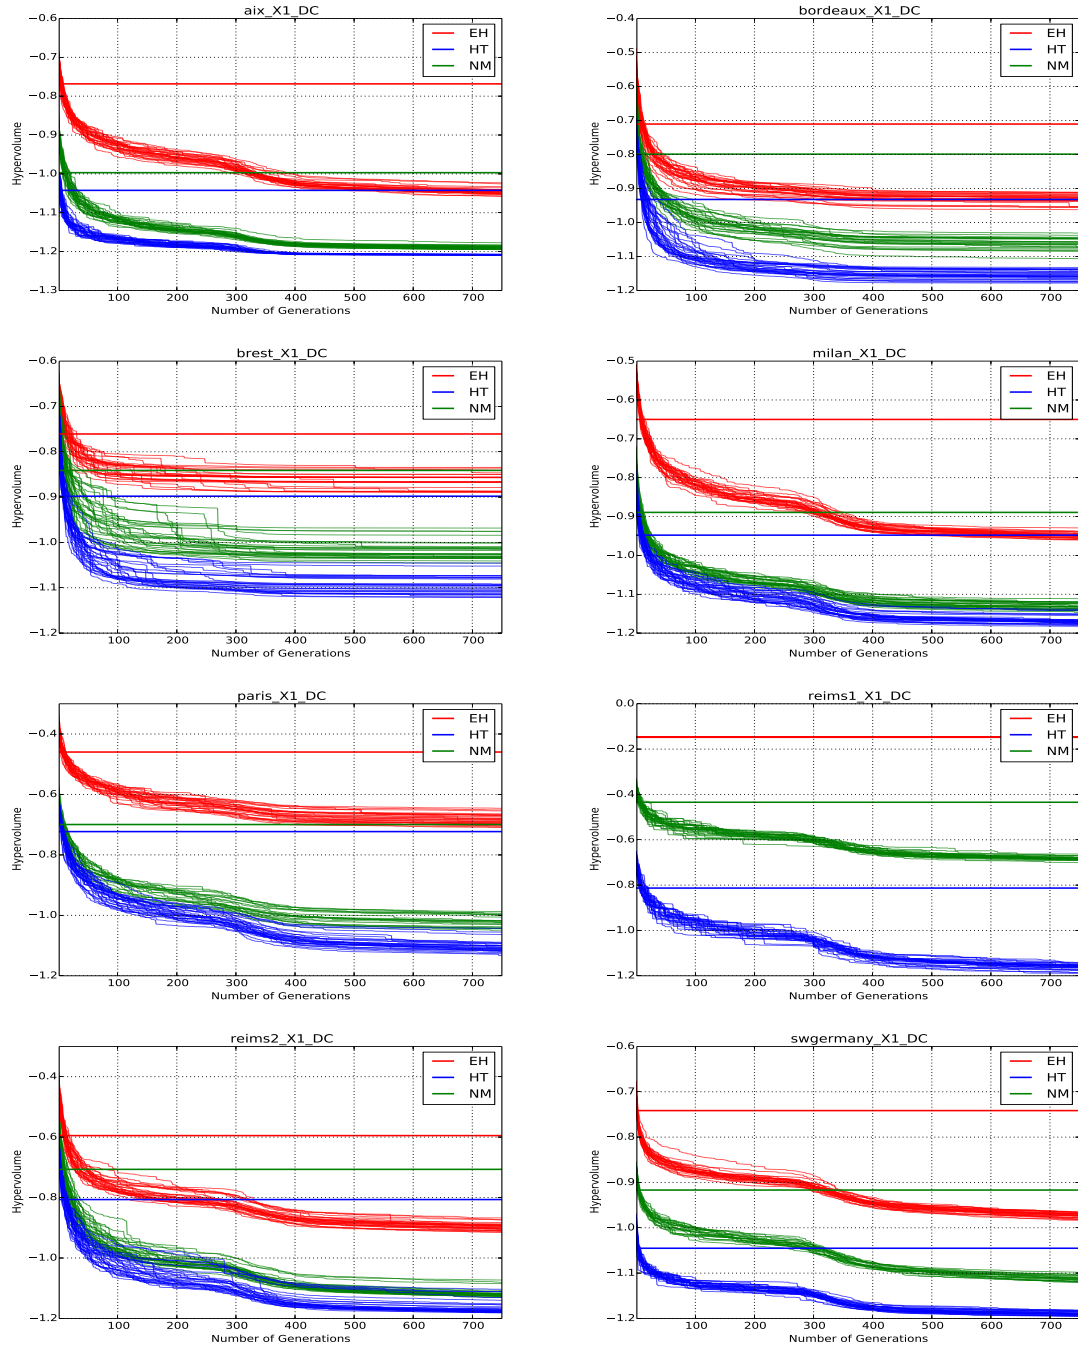 aix_X1_DC
−0.6
−0.7
−0.8
−0.9
−1.0
−1.1
−1.2
−1.3
Hypervolume
EH
HT
NM
100 200 300 400 500 600 700
Number of Generations
bordeaux_X1_DC
−0.4
−0.5
−0.6
−0.7
−0.8
−0.9
−1.0
−1.1
−1.2
Hypervolume
EH
HT
NM
100 200 300 400 500 600 700
Number of Generations
brest_X1_DC
−0.6
−0.7
−0.8
−0.9
−1.0
−1.1
−1.2
Hypervolume
EH
HT
NM
100 200 300 400 500 600 700
Number of Generations
milan_X1_DC
−0.5
−0.6
−0.7
−0.8
−0.9
−1.0
−1.1
−1.2
Hypervolume
EH
HT
NM
100 200 300 400 500 600 700
Number of Generations
paris_X1_DC
−0.4
−0.6
−0.8
−1.0
−1.2
Hypervolume
EH
HT
NM
100 200 300 400 500 600 700
Number of Generations
reims1_X1_DC
0.0
−0.2
−0.4
−0.6
−0.8
−1.0
−1.2
Hypervolume
EH
HT
NM
100 200 300 400 500 600 700
Number of Generations
reims2_X1_DC
−0.4
−0.6
−0.8
−1.0
−1.2
Hypervolume
EH
HT
NM
100 200 300 400 500 600 700
Number of Generations
swgermany_X1_DC
−0.6
−0.7
−0.8
−0.9
−1.0
−1.1
−1.2
Hypervolume
EH
HT
NM
100 200 300 400 500 600 700
Number of Generations